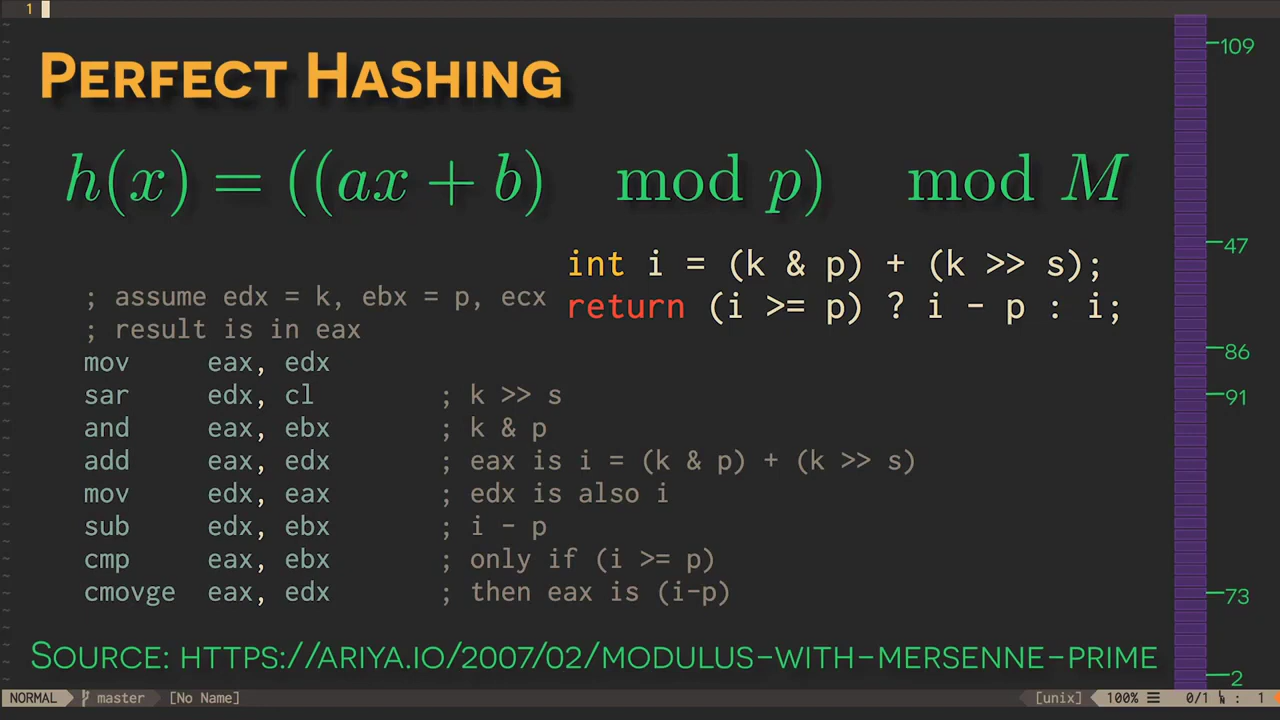 1
PERFECT HASHING
h(x) = ((ax + b) mod p) mod M
int i = (k & p) + (k >> s);
return (i >= p) ? i - p : i;
; assume edx = k, ebx = p, ecx
; result is in eax
mov eax, edx
sar edx, cl ; k >> s
and eax, ebx ; k & p
add eax, edx ; eax is i = (k & p) + (k >> s)
mov edx, eax ; edx is also i
sub edx, ebx ; i - p
cmp eax, ebx ; only if (i >= p)
cmovge eax, edx ; then eax is (i-p)
SOURCE: HTTPS://ARIYA.IO/2007/02/MODULUS-WITH-MERSENNE-PRIME
109
47
86
91
73
2
NORMAL master [No Name] [unix] 100% ☰ 0/1 : 1